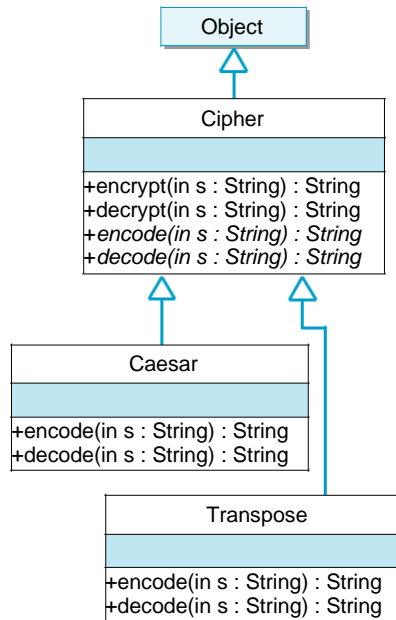 Object
Cipher
+encrypt(in s : String) : String
+decrypt(in s : String) : String
+encode(in s : String) : String
+decode(in s : String) : String
Caesar
+encode(in s : String) : String
+decode(in s : String) : String
Transpose
+encode(in s : String) : String
+decode(in s : String) : String